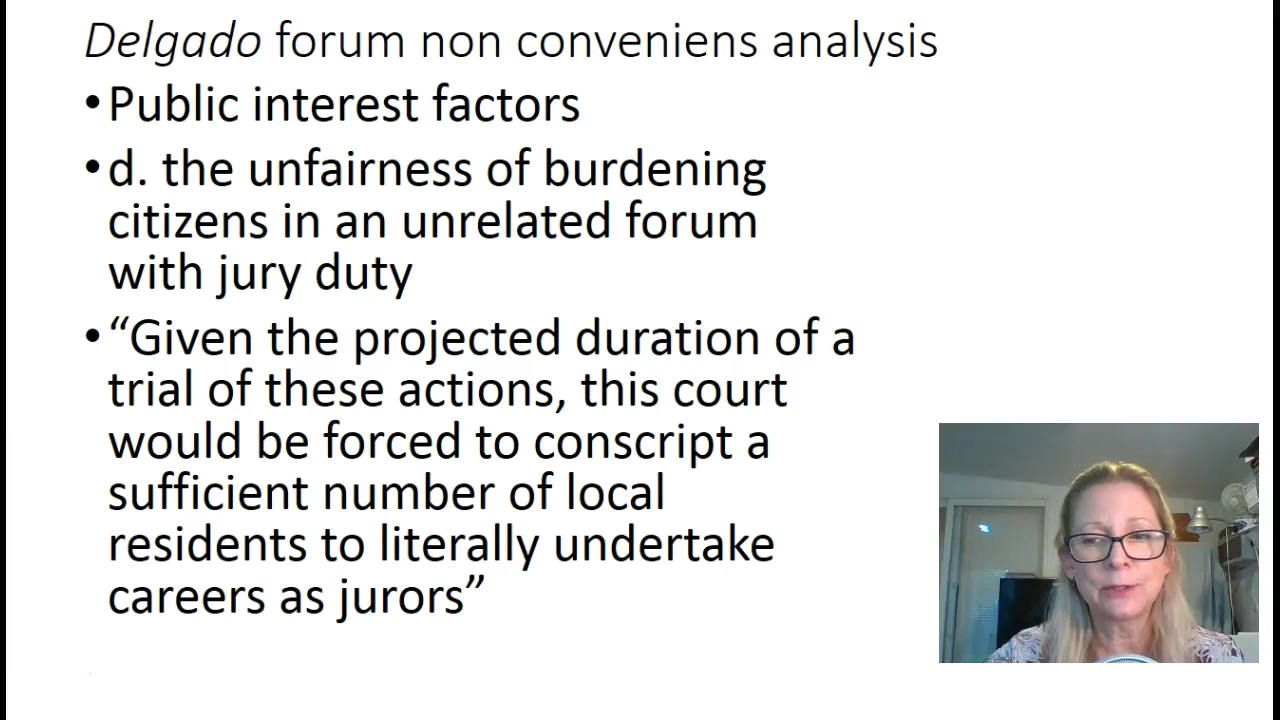 Delgado forum non conveniens analysis
•Public interest factors
•d. the unfairness of burdening
citizens in an unrelated forum
with jury duty
•“Given the projected duration of a
trial of these actions, this court
would be forced to conscript a
sufficient number of local
residents to literally undertake
careers as jurors”